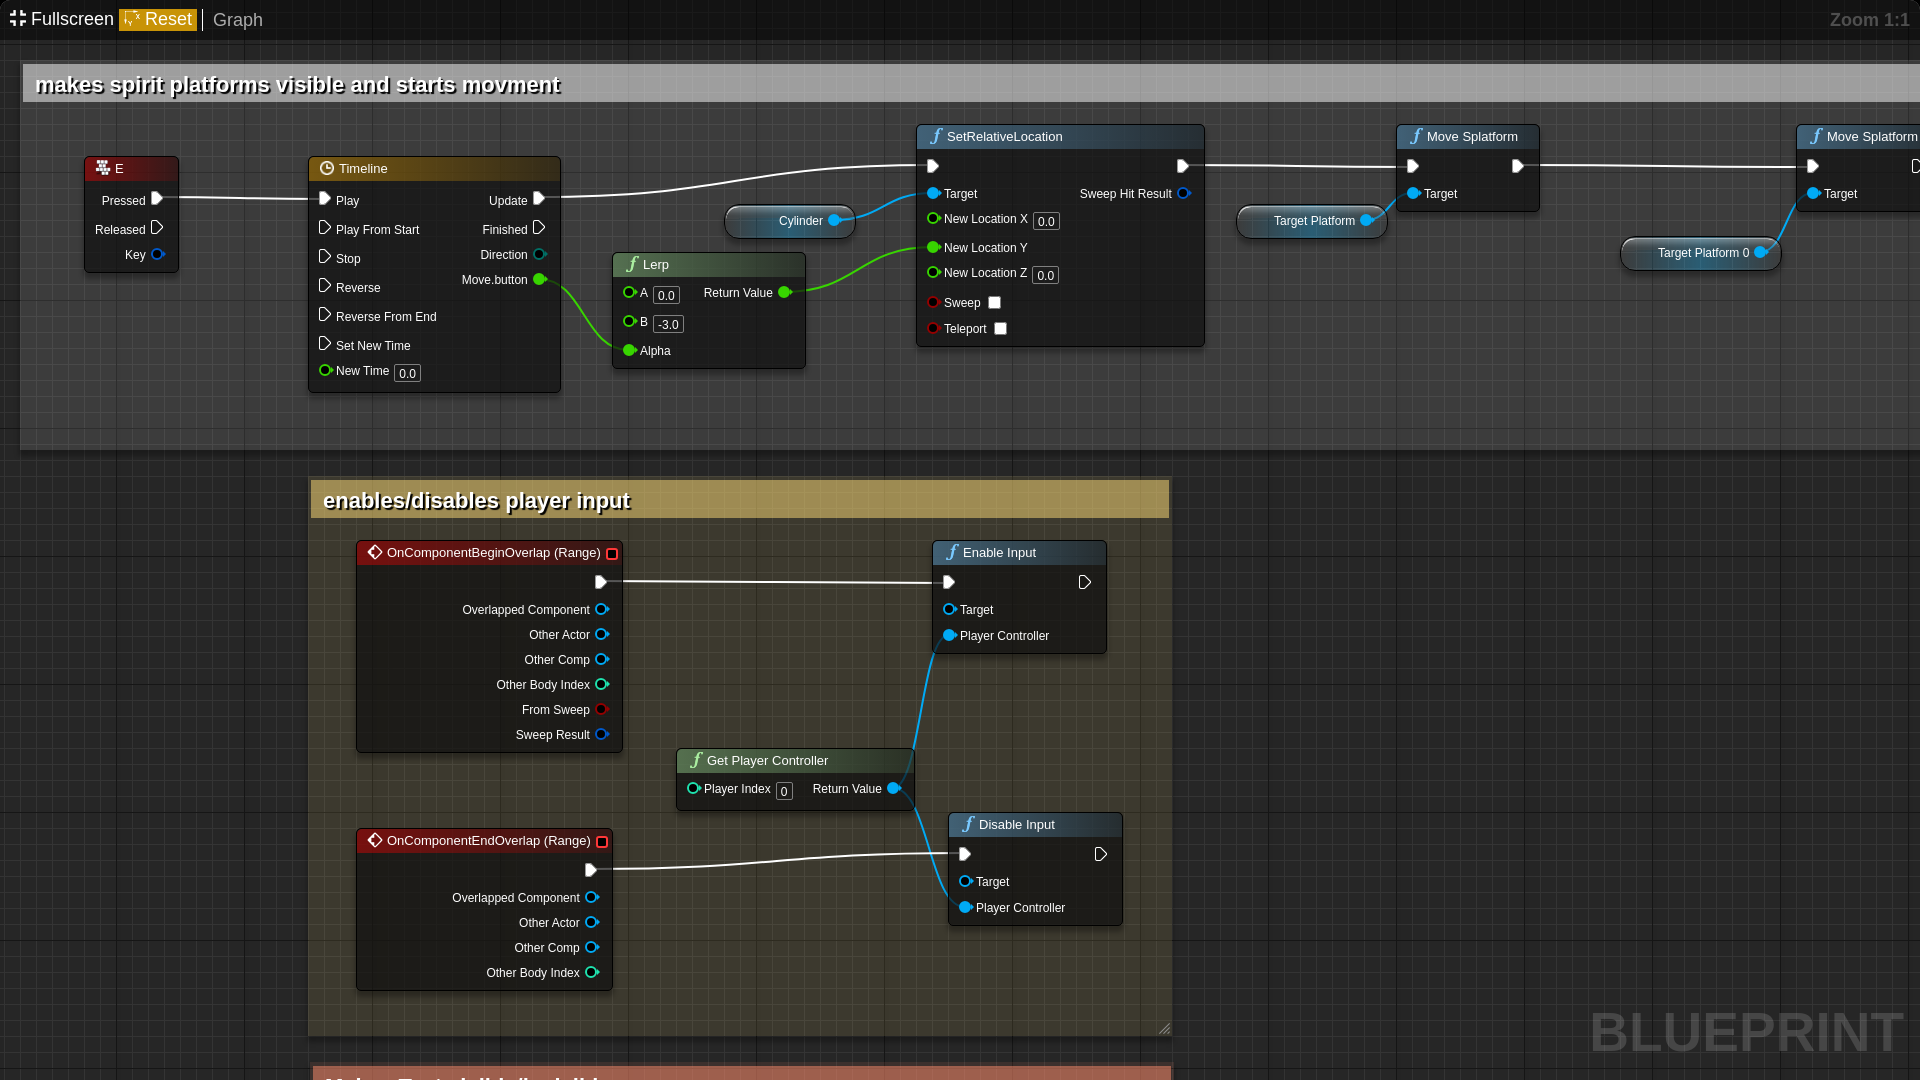 Fullscreen Reset Graph Zoom 1:1
makes spirit platforms visible and starts movment
E
Pressed
Released
Key
Timeline
Play Update
Play From Start Finished
Stop Direction
Reverse Move.button
Reverse From End
Set New Time
New Time 0.0
Lerp
A 0.0 Return Value
B -3.0
Alpha
Cylinder
SetRelativeLocation
Target Sweep Hit Result
New Location X 0.0
New Location Y
New Location Z 0.0
Sweep
Teleport
Target Platform
Move Splatform
Target
Target Platform 0
Move Splatform
Target
enables/disables player input
OnComponentBeginOverlap (Range)
Overlapped Component
Other Actor
Other Comp
Other Body Index
From Sweep
Sweep Result
Enable Input
Target
Player Controller
Get Player Controller
Player Index 0 Return Value
OnComponentEndOverlap (Range)
Overlapped Component
Other Actor
Other Comp
Other Body Index
Disable Input
Target
Player Controller
BLUEPRINT